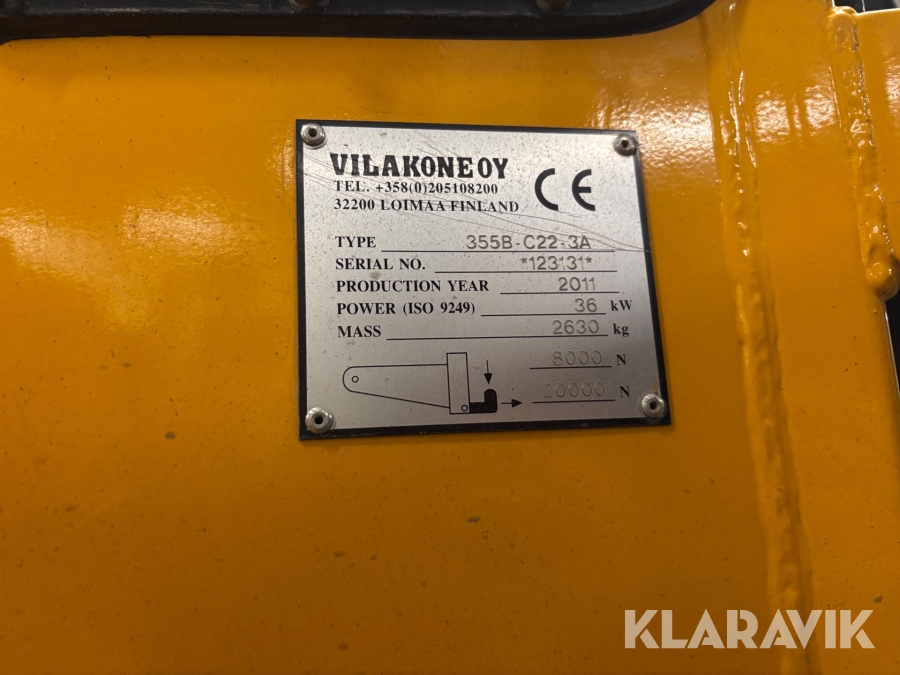 VILAKONE OY
TEL. +358(0)205108200
32200 LOIMAA FINLAND
CE
TYPE 355B-C22-3A
SERIAL NO. *123131*
PRODUCTION YEAR 2011
POWER (ISO 9249) 36 kW
MASS 2630 kg
8000 N
20000 N
KLARAVIK